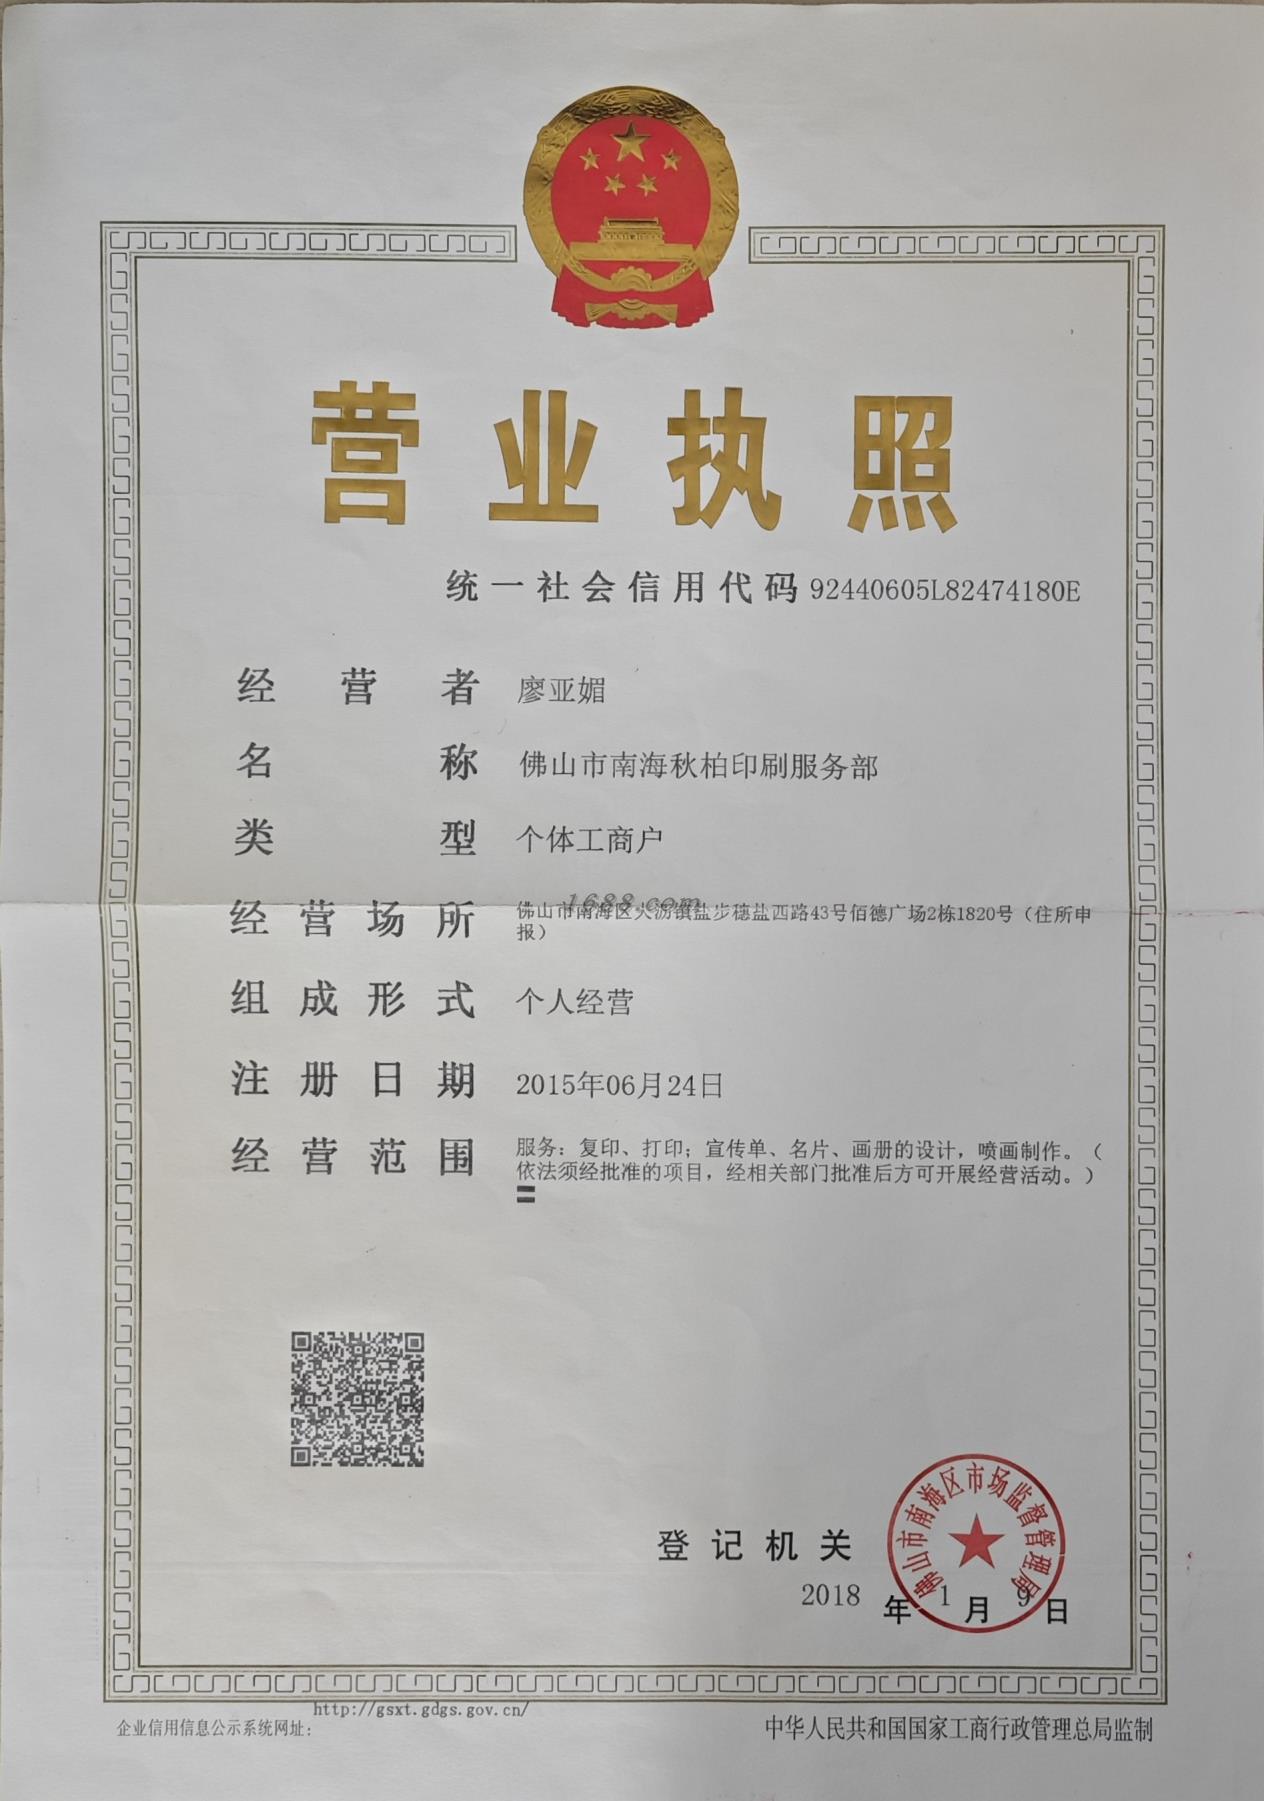 营业执照
统一社会信用代码 92440605L82474180E
经营者 廖亚媚
名称 佛山市南海秋柏印刷服务部
类型 个体工商户
1688.com
经营场所 佛山市南海区大沥镇盐步穗盐西路43号佰德广场2栋1820号（住所申
报）
组成形式 个人经营
注册日期 2015年06月24日
经营范围 服务：复印、打印；宣传单、名片、画册的设计，喷画制作。（
依法须经批准的项目，经相关部门批准后方可开展经营活动。）
〓
佛山市南海区市场监督管理局
登记机关
2018年1月9日
http://gsxt.gdgs.gov.cn/
企业信用信息公示系统网址：
中华人民共和国国家工商行政管理总局监制